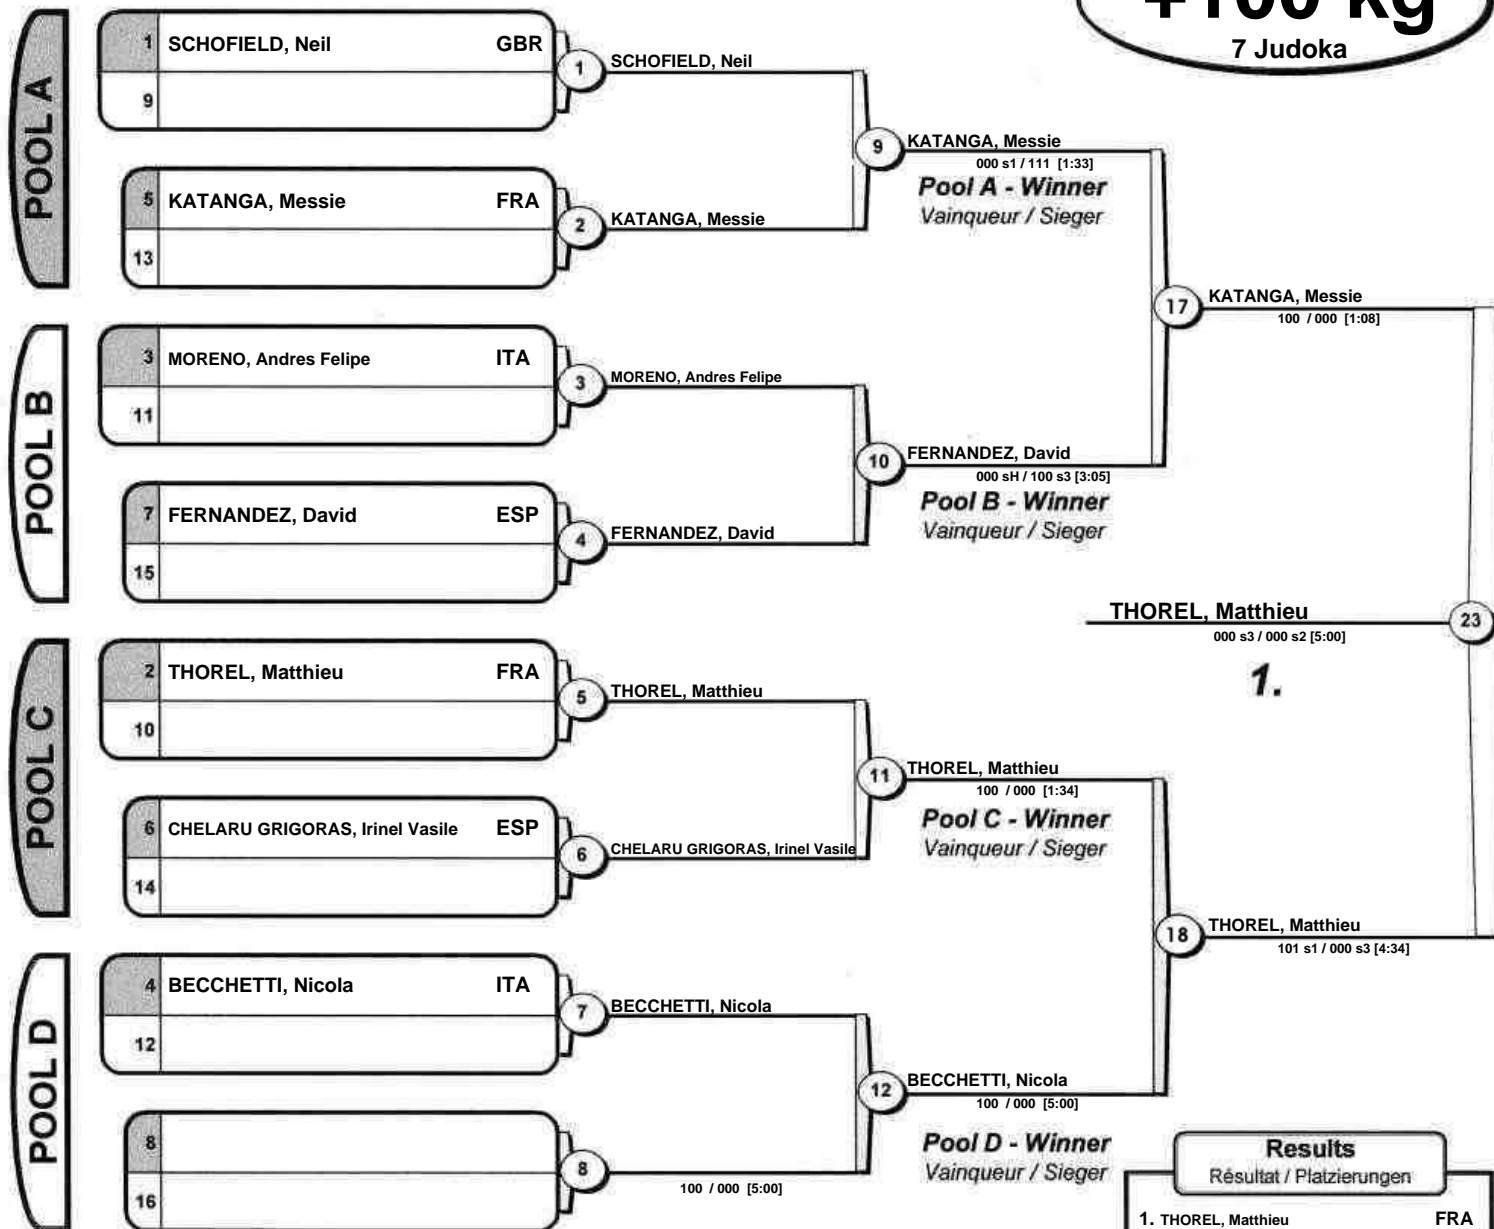 +100 kg
7 Judoka
POOL A
1 SCHOFIELD, Neil GBR
9
1 SCHOFIELD, Neil
5 KATANGA, Messie FRA
13
2 KATANGA, Messie
9 KATANGA, Messie
000 s1 / 111 [1:33]
Pool A - Winner
Vainqueur / Sieger
POOL B
3 MORENO, Andres Felipe ITA
11
3 MORENO, Andres Felipe
7 FERNANDEZ, David ESP
15
4 FERNANDEZ, David
10 FERNANDEZ, David
000 sH / 100 s3 [3:05]
Pool B - Winner
Vainqueur / Sieger
17 KATANGA, Messie
100 / 000 [1:08]
THOREL, Matthieu 23
000 s3 / 000 s2 [5:00]
1.
POOL C
2 THOREL, Matthieu FRA
10
5 THOREL, Matthieu
6 CHELARU GRIGORAS, Irinel Vasile ESP
14
6 CHELARU GRIGORAS, Irinel Vasile
11 THOREL, Matthieu
100 / 000 [1:34]
Pool C - Winner
Vainqueur / Sieger
18 THOREL, Matthieu
101 s1 / 000 s3 [4:34]
POOL D
4 BECCHETTI, Nicola ITA
12
7 BECCHETTI, Nicola
8
16
8
100 / 000 [5:00]
12 BECCHETTI, Nicola
100 / 000 [5:00]
Pool D - Winner
Vainqueur / Sieger
Results
Résultat / Platzierungen
1. THOREL, Matthieu FRA